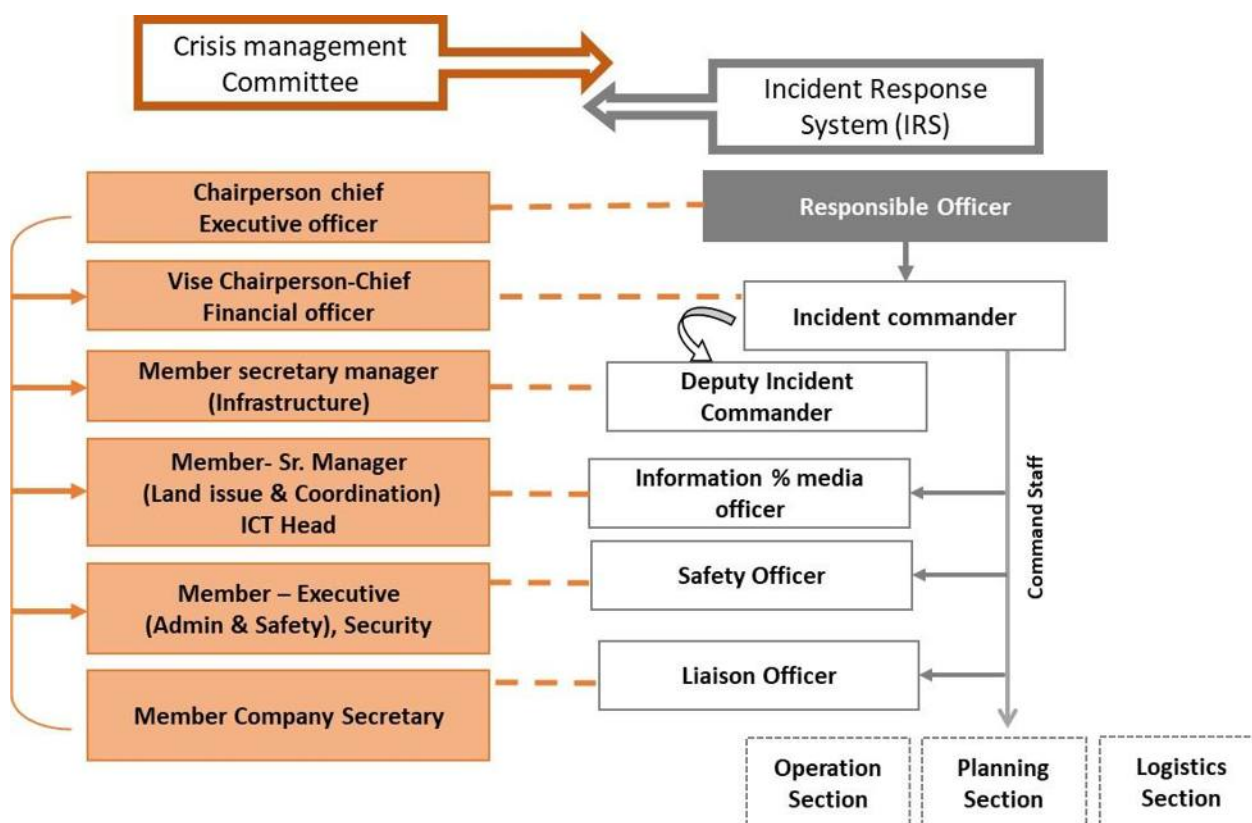 Crisis management
Committee
Incident Response
System (IRS)
Chairperson chief
Executive officer
Responsible Officer
Vise Chairperson-Chief
Financial officer
Incident commander
Member secretary manager
(Infrastructure)
Deputy Incident
Commander
Member- Sr. Manager
(Land issue & Coordination)
ICT Head
Information % media
officer
Member – Executive
(Admin & Safety), Security
Safety Officer
Command Staff
Member Company Secretary
Liaison Officer
Operation
Section
Planning
Section
Logistics
Section